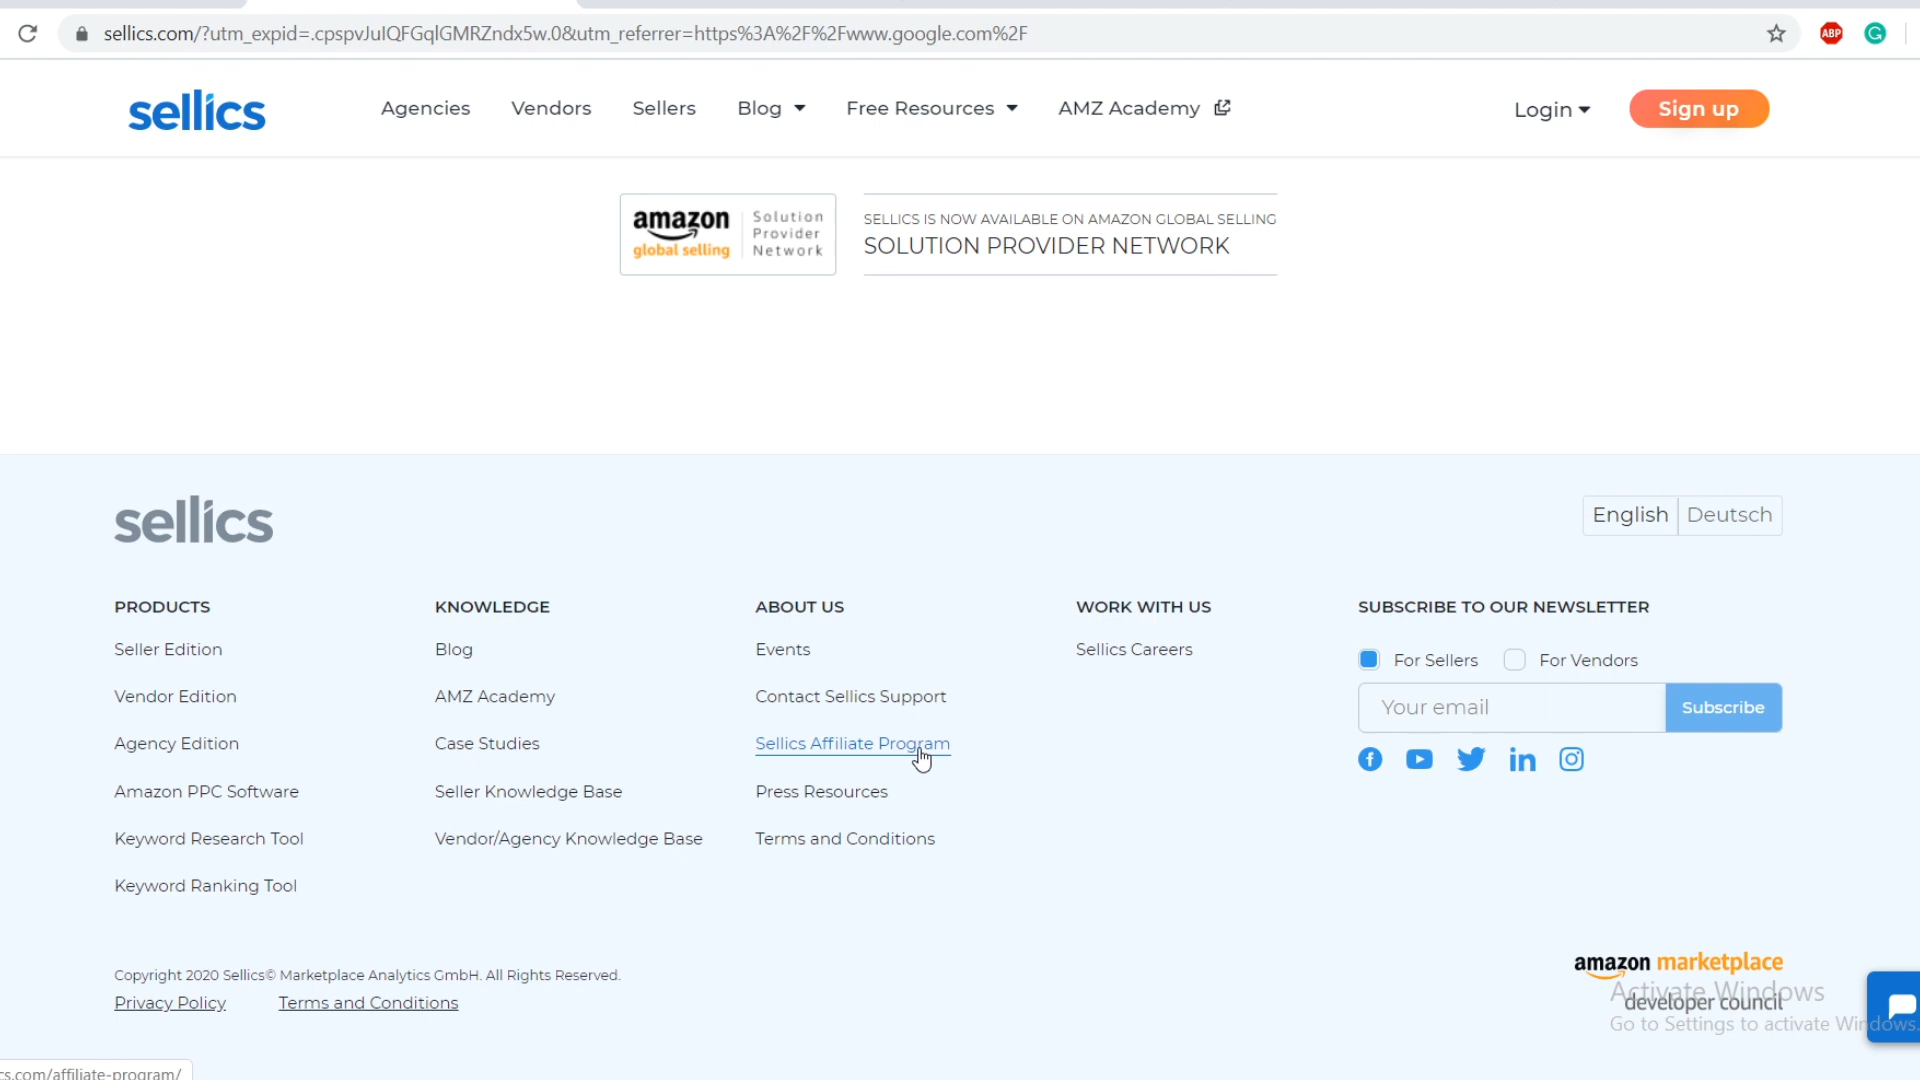 sellics.com/?utm_expid=.cpspvJuIQFGqlGMRZndx5w.0&utm_referrer=https%3A%2F%2Fwww.google.com%2F
ABP
sellics
Agencies
Vendors
Sellers
Blog
Free Resources
AMZ Academy
Login
Sign up
amazon
global selling
Solution
Provider
Network
SELLICS IS NOW AVAILABLE ON AMAZON GLOBAL SELLING
SOLUTION PROVIDER NETWORK
sellics
English
Deutsch
PRODUCTS
Seller Edition
Vendor Edition
Agency Edition
Amazon PPC Software
Keyword Research Tool
Keyword Ranking Tool
KNOWLEDGE
Blog
AMZ Academy
Case Studies
Seller Knowledge Base
Vendor/Agency Knowledge Base
ABOUT US
Events
Contact Sellics Support
Sellics Affiliate Program
Press Resources
Terms and Conditions
WORK WITH US
Sellics Careers
SUBSCRIBE TO OUR NEWSLETTER
For Sellers
For Vendors
Your email
Subscribe
Copyright 2020 Sellics© Marketplace Analytics GmbH. All Rights Reserved.
Privacy Policy
Terms and Conditions
amazon marketplace
developer council
Activate Windows
Go to Settings to activate Windows.
cs.com/affiliate-program/